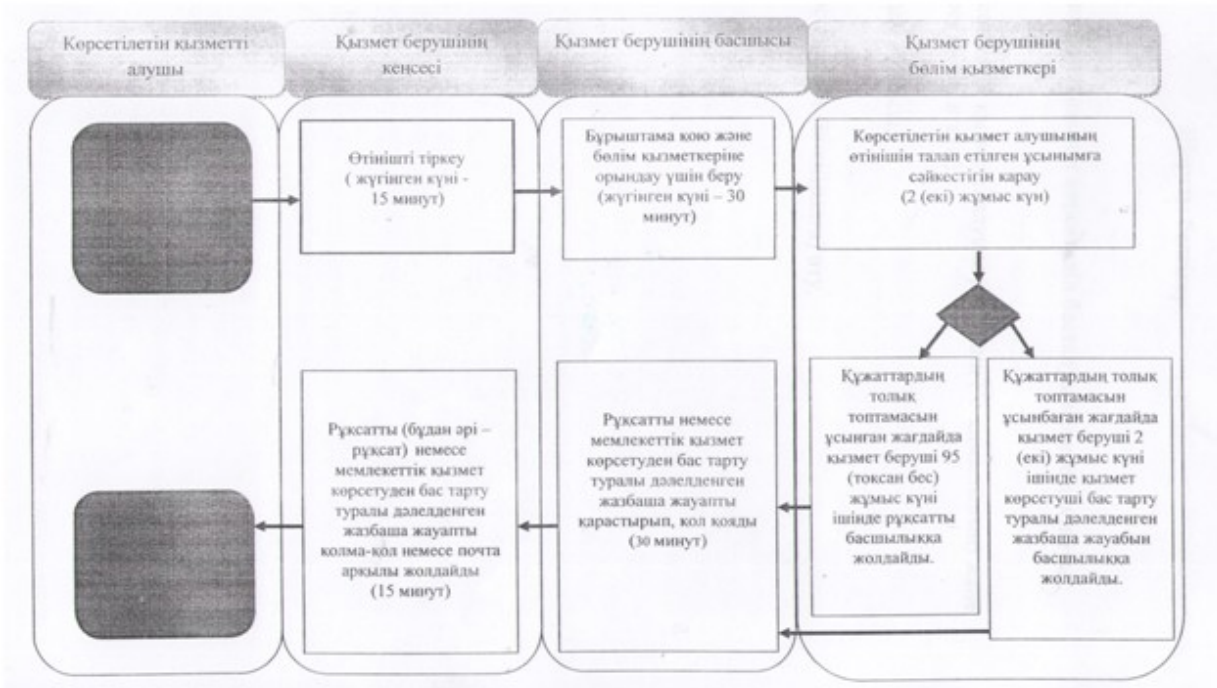 Көрсетілетін қызметті
алушы
Қызмет берушінің
кеңсесі
Қызмет берушінің басшысы
Қызмет берушінің
бөлім қызметкері
Өтінішті тіркеу
( жүгінген күні -
15 минут)
Бұрыштама қою және
бөлім қызметкеріне
орындау үшін беру
(жүгінген күні – 30
минут)
Көрсетілетін қызмет алушының
өтінішін талап етілген ұсынымға
сәйкестігін қарау
(2 (екі) жұмыс күн)
Рұқсатты (бұдан әрі –
рұқсат) немесе
мемлекеттік қызмет
көрсетуден бас тарту
туралы дәлелденген
жазбаша жауапты
қолма-қол немесе почта
арқылы жолдайды
(15 минут)
Рұқсатты немесе
мемлекеттік қызмет
көрсетуден бас тарту
туралы дәлелденген
жазбаша жауапты
қарастырып, қол қояды
(30 минут)
Құжаттардың
толық
топтамасын
ұсынған жағдайда
қызмет беруші 95
(тоқсан бес)
жұмыс күні
ішінде рұқсатты
басшылыққа
жолдайды.
Құжаттардың толық
топтамасын
ұсынбаған жағдайда
қызмет беруші 2
(екі) жұмыс күні
ішінде қызмет
көрсетуші бас тарту
туралы дәлелденген
жазбаша жауабын
басшылыққа
жолдайды.